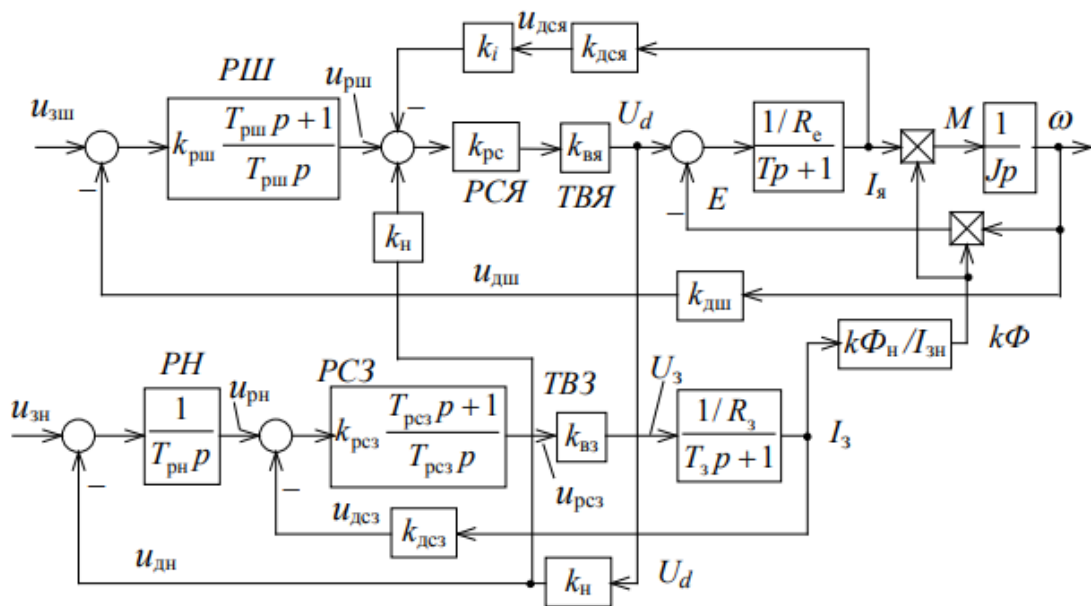 u_дся
k_i
k_дся
РШ
u_рш
u_зш
k_рш (T_рш p + 1)/(T_рш p)
k_рс
k_вя
U_d
(1/R_е)/(Tp + 1)
M
1/(Jp)
ω
РСЯ
ТВЯ
E
I_я
k_н
u_дш
k_дш
kФ_н /I_зн
kФ
РН
РСЗ
ТВЗ
U_з
u_зн
1/(T_рн p)
u_рн
k_рсз (T_рсз p + 1)/(T_рсз p)
k_вз
(1/R_з)/(T_з p + 1)
I_з
u_рсз
u_дсз
k_дсз
u_дн
k_н
U_d